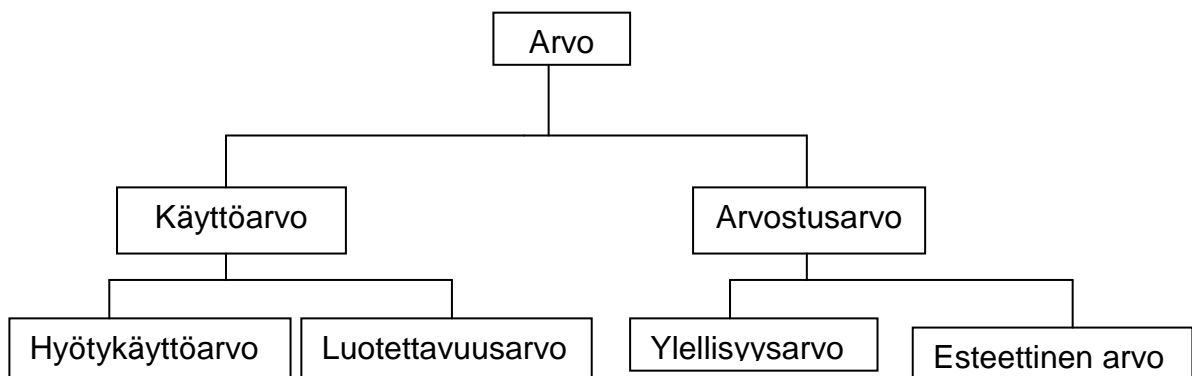 Arvo
Käyttöarvo
Arvostusarvo
Hyötykäyttöarvo
Luotettavuusarvo
Ylellisyysarvo
Esteettinen arvo